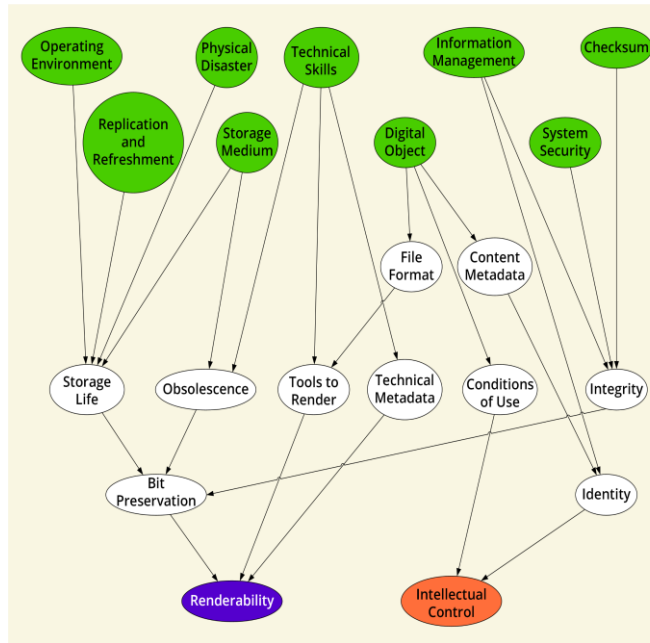 Operating
Environment
Physical
Disaster
Technical
Skills
Information
Management
Checksum
Replication
and
Refreshment
Storage
Medium
Digital
Object
System
Security
File
Format
Content
Metadata
Storage
Life
Obsolescence
Tools to
Render
Technical
Metadata
Conditions
of Use
Integrity
Bit
Preservation
Identity
Renderability
Intellectual
Control